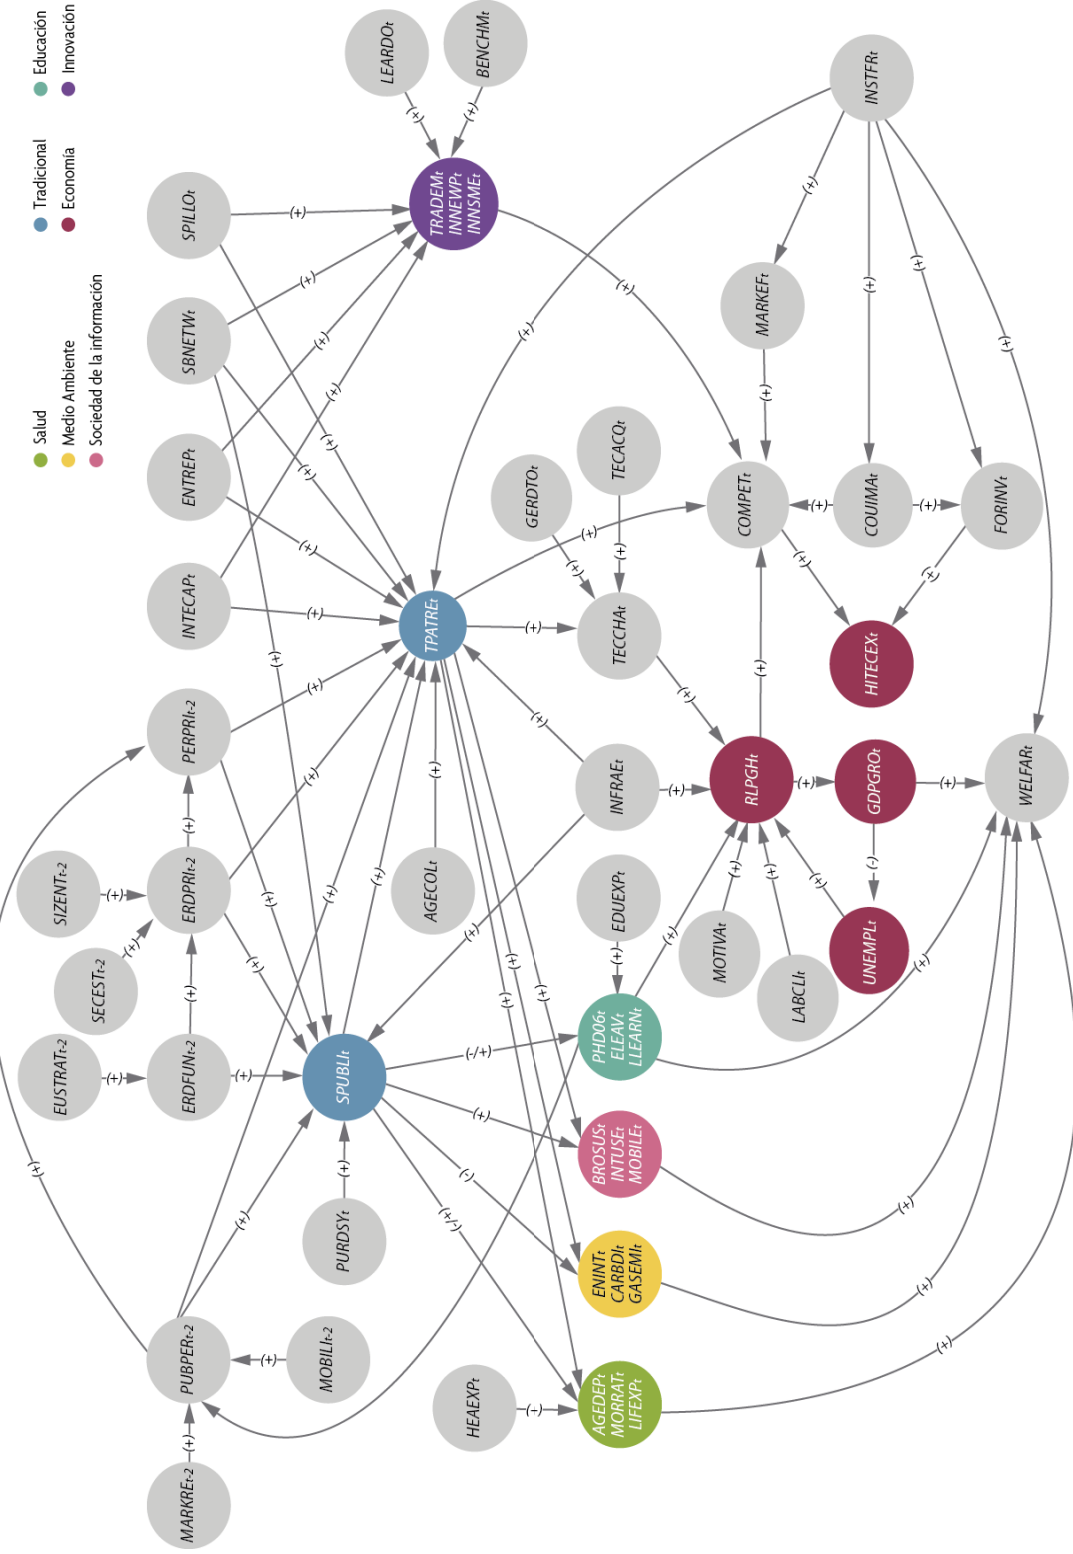 Salud
Tradicional
Educación
Medio Ambiente
Economía
Innovación
Sociedad de la información
(+)
EUSTRATt-2
(+)
SECESTt-2
(+)
SIZENTt-2
(+)
MARKREt-2
(+)
PUBPERt-2
ERDFUNt-2
(+)
ERDPRIt-2
(+)
PERPRIt-2
INTECAPt
ENTREPt
SBNETWt
SPILLOt
(+)
(+)
(+)
(+)
(+)
(+)
MOBILIt-2
(+)
(+)
(+)
(+)
(+)
(+)
(+)
(+)
(+)
(+)
(+)
(+)
(+)
PURDSYt
(+)
SPUBLIt
(+)
LEARDOt
(+)
BENCHMt
(+)
AGECOLt
(+)
TPATREt
TRADEMt
INNEWPt
INNSMEt
HEAEXPt
(+)
(+/-)
(-)
(+)
(-/+)
(+)
(+)
(+)
(+)
(+)
(+)
(+)
GERDTOt
(+)
(+)
(+)
AGEDEPt
MORRATt
LIFEXPt
ENINTt
CARBDIt
GASEMIt
BROSUSt
INTUSEt
MOBILEt
PHD06t
ELEAVt
LLEARNt
(+)
EDUEXPt
INFRAEt
TECCHAt
(+)
TECACQt
(+)
(+)
(+)
(+)
MOTIVAt
(+)
RLPGHt
(+)
COMPETt
(+)
MARKEFt
(+)
LABCLIt
(+)
(+)
(+)
(+)
(+)
UNEMPLt
(-)
GDPGROt
HITECEXt
COUIMAt
(+)
INSTFRt
(+)
(+)
(+)
(+)
(+)
(+)
(+)
(+)
FORINVt
(+)
WELFARt